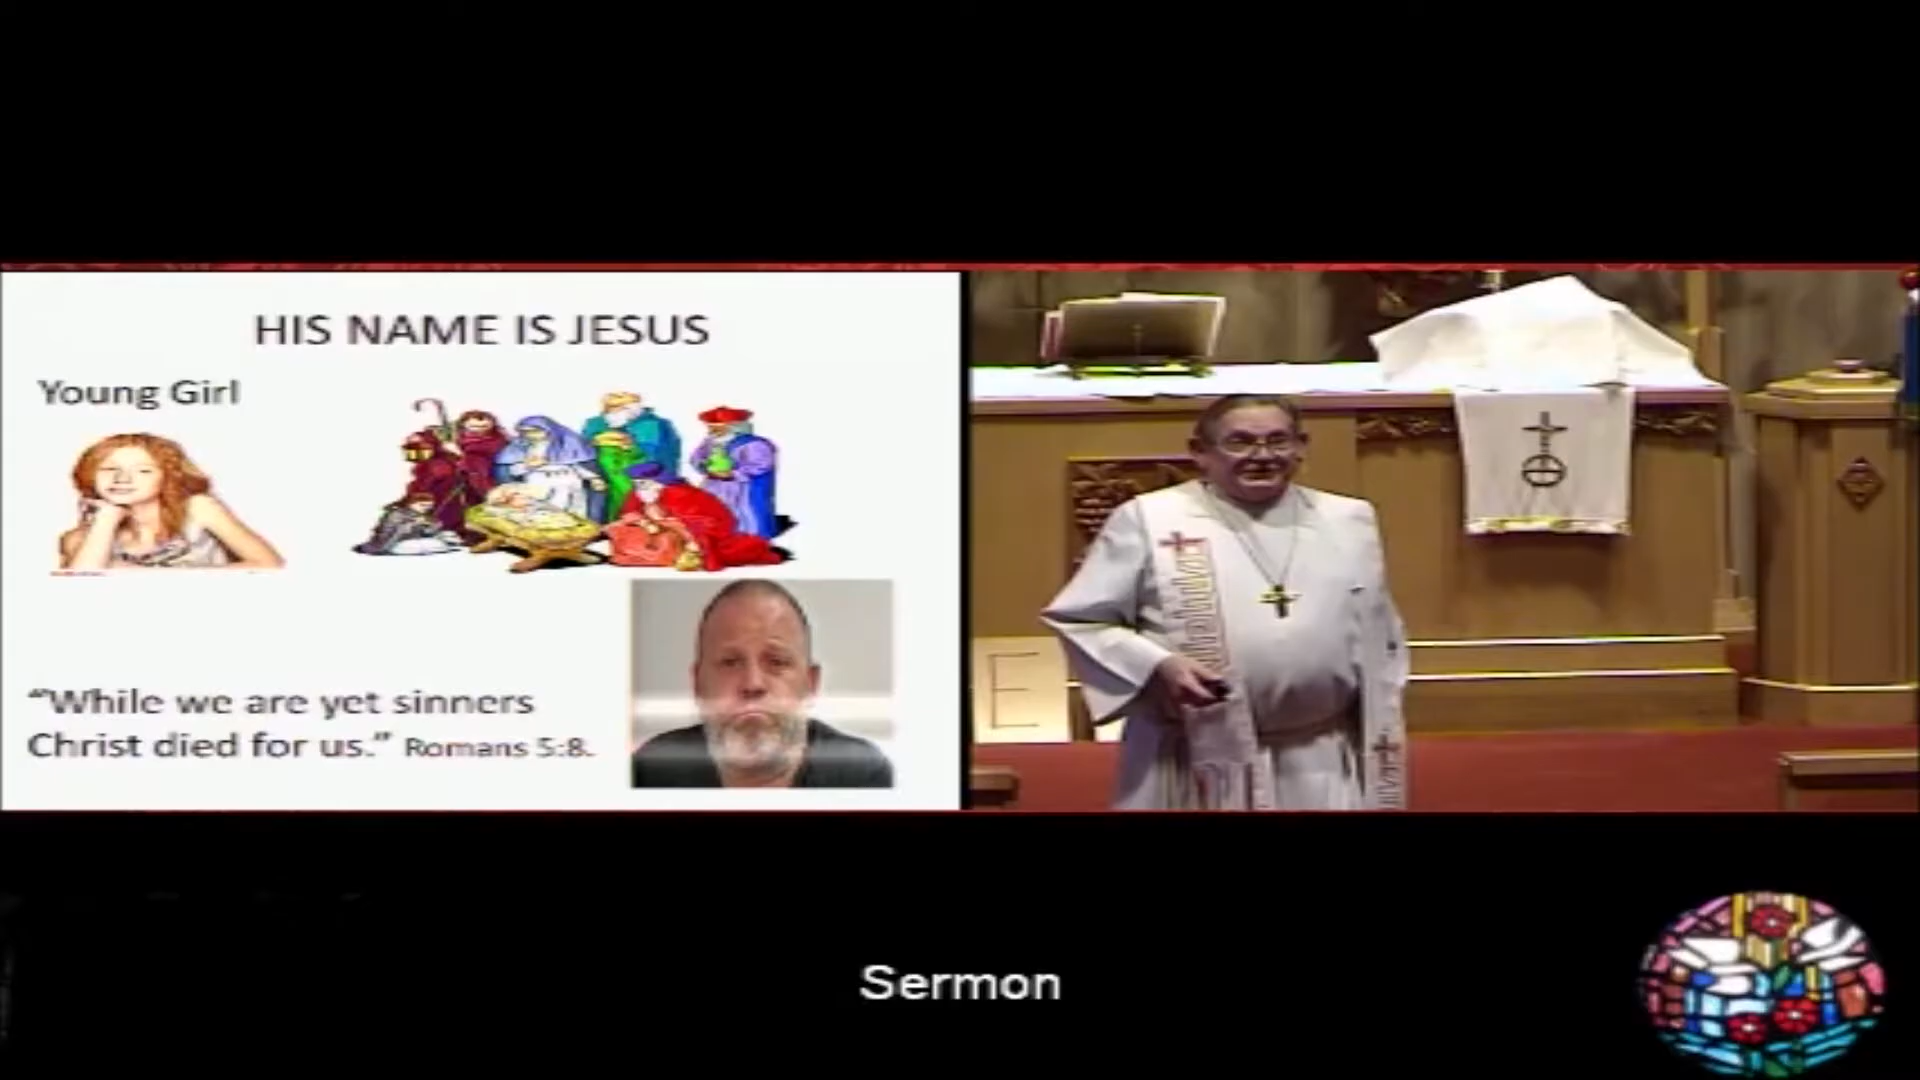 HIS NAME IS JESUS
Young Girl
“While we are yet sinners
Christ died for us.” Romans 5:8.
E
Sermon